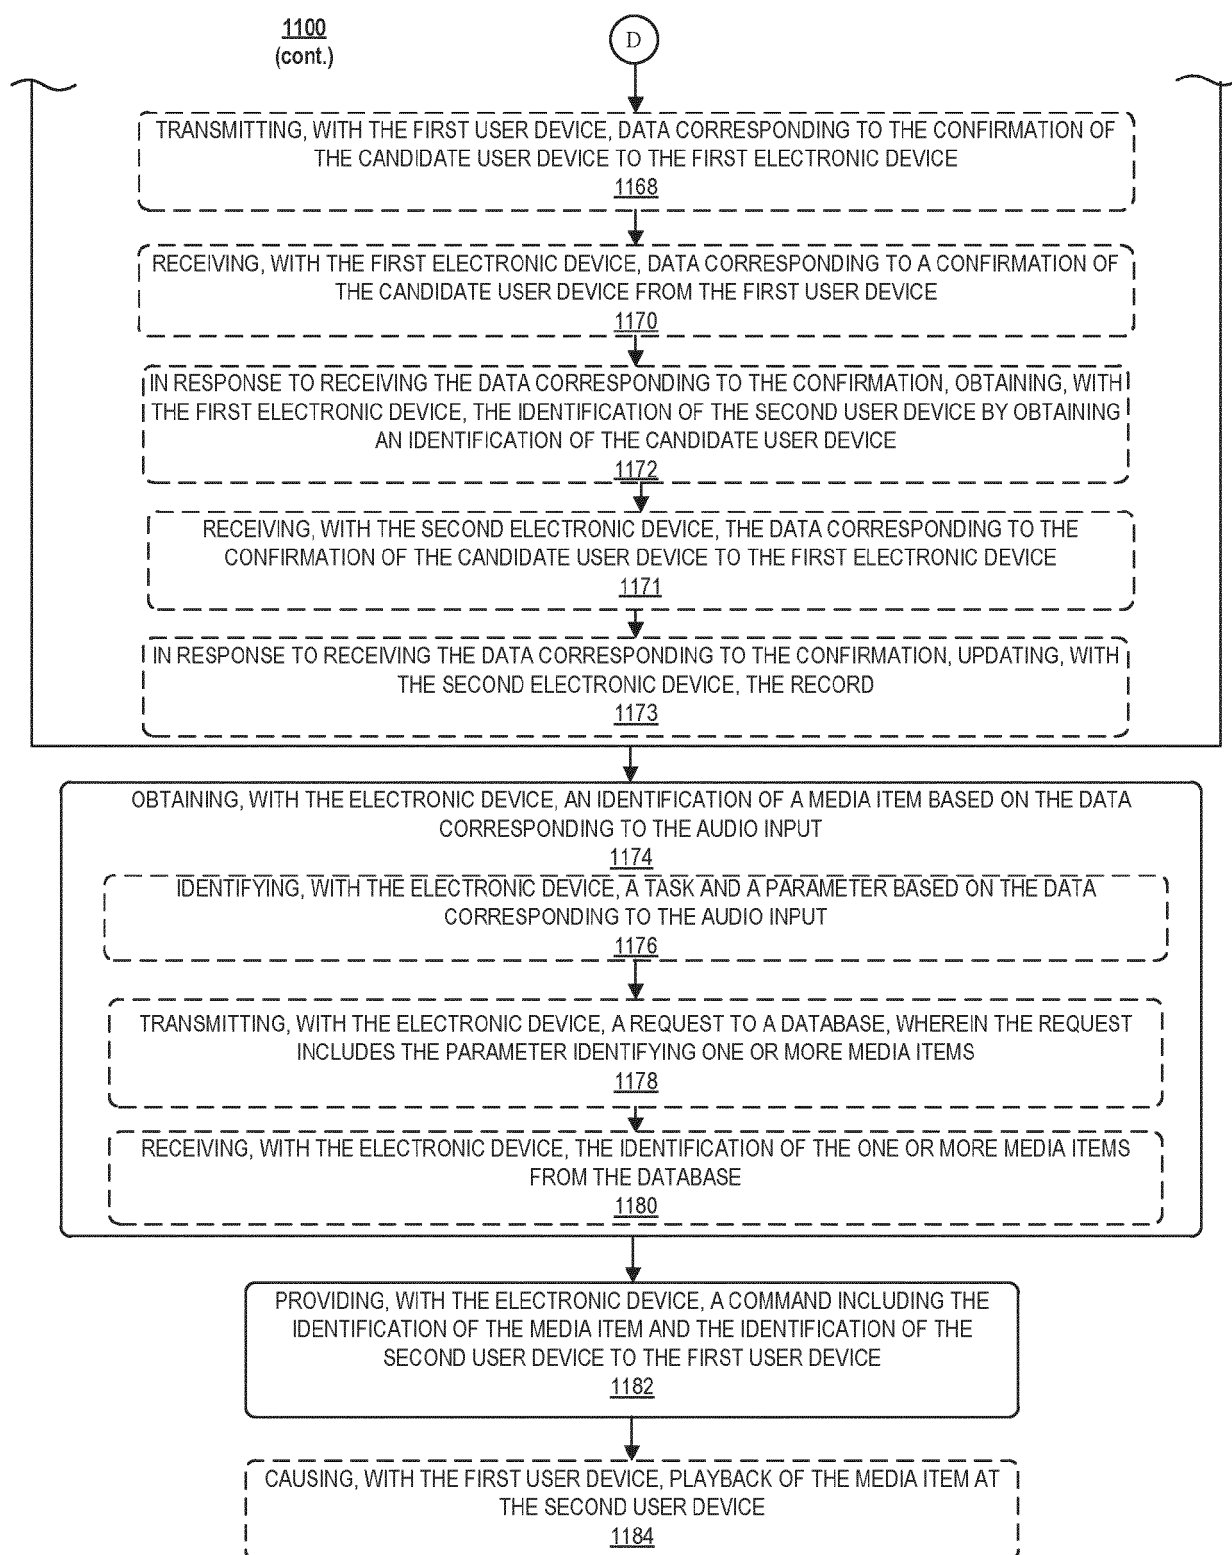 1100
(cont.)
D
TRANSMITTING, WITH THE FIRST USER DEVICE, DATA CORRESPONDING TO THE CONFIRMATION OF
THE CANDIDATE USER DEVICE TO THE FIRST ELECTRONIC DEVICE
1168
RECEIVING, WITH THE FIRST ELECTRONIC DEVICE, DATA CORRESPONDING TO A CONFIRMATION OF
THE CANDIDATE USER DEVICE FROM THE FIRST USER DEVICE
1170
IN RESPONSE TO RECEIVING THE DATA CORRESPONDING TO THE CONFIRMATION, OBTAINING, WITH
THE FIRST ELECTRONIC DEVICE, THE IDENTIFICATION OF THE SECOND USER DEVICE BY OBTAINING
AN IDENTIFICATION OF THE CANDIDATE USER DEVICE
1172
RECEIVING, WITH THE SECOND ELECTRONIC DEVICE, THE DATA CORRESPONDING TO THE
CONFIRMATION OF THE CANDIDATE USER DEVICE TO THE FIRST ELECTRONIC DEVICE
1171
IN RESPONSE TO RECEIVING THE DATA CORRESPONDING TO THE CONFIRMATION, UPDATING, WITH
THE SECOND ELECTRONIC DEVICE, THE RECORD
1173
OBTAINING, WITH THE ELECTRONIC DEVICE, AN IDENTIFICATION OF A MEDIA ITEM BASED ON THE DATA
CORRESPONDING TO THE AUDIO INPUT
1174
IDENTIFYING, WITH THE ELECTRONIC DEVICE, A TASK AND A PARAMETER BASED ON THE DATA
CORRESPONDING TO THE AUDIO INPUT
1176
TRANSMITTING, WITH THE ELECTRONIC DEVICE, A REQUEST TO A DATABASE, WHEREIN THE REQUEST
INCLUDES THE PARAMETER IDENTIFYING ONE OR MORE MEDIA ITEMS
1178
RECEIVING, WITH THE ELECTRONIC DEVICE, THE IDENTIFICATION OF THE ONE OR MORE MEDIA ITEMS
FROM THE DATABASE
1180
PROVIDING, WITH THE ELECTRONIC DEVICE, A COMMAND INCLUDING THE
IDENTIFICATION OF THE MEDIA ITEM AND THE IDENTIFICATION OF THE
SECOND USER DEVICE TO THE FIRST USER DEVICE
1182
CAUSING, WITH THE FIRST USER DEVICE, PLAYBACK OF THE MEDIA ITEM AT
THE SECOND USER DEVICE
1184